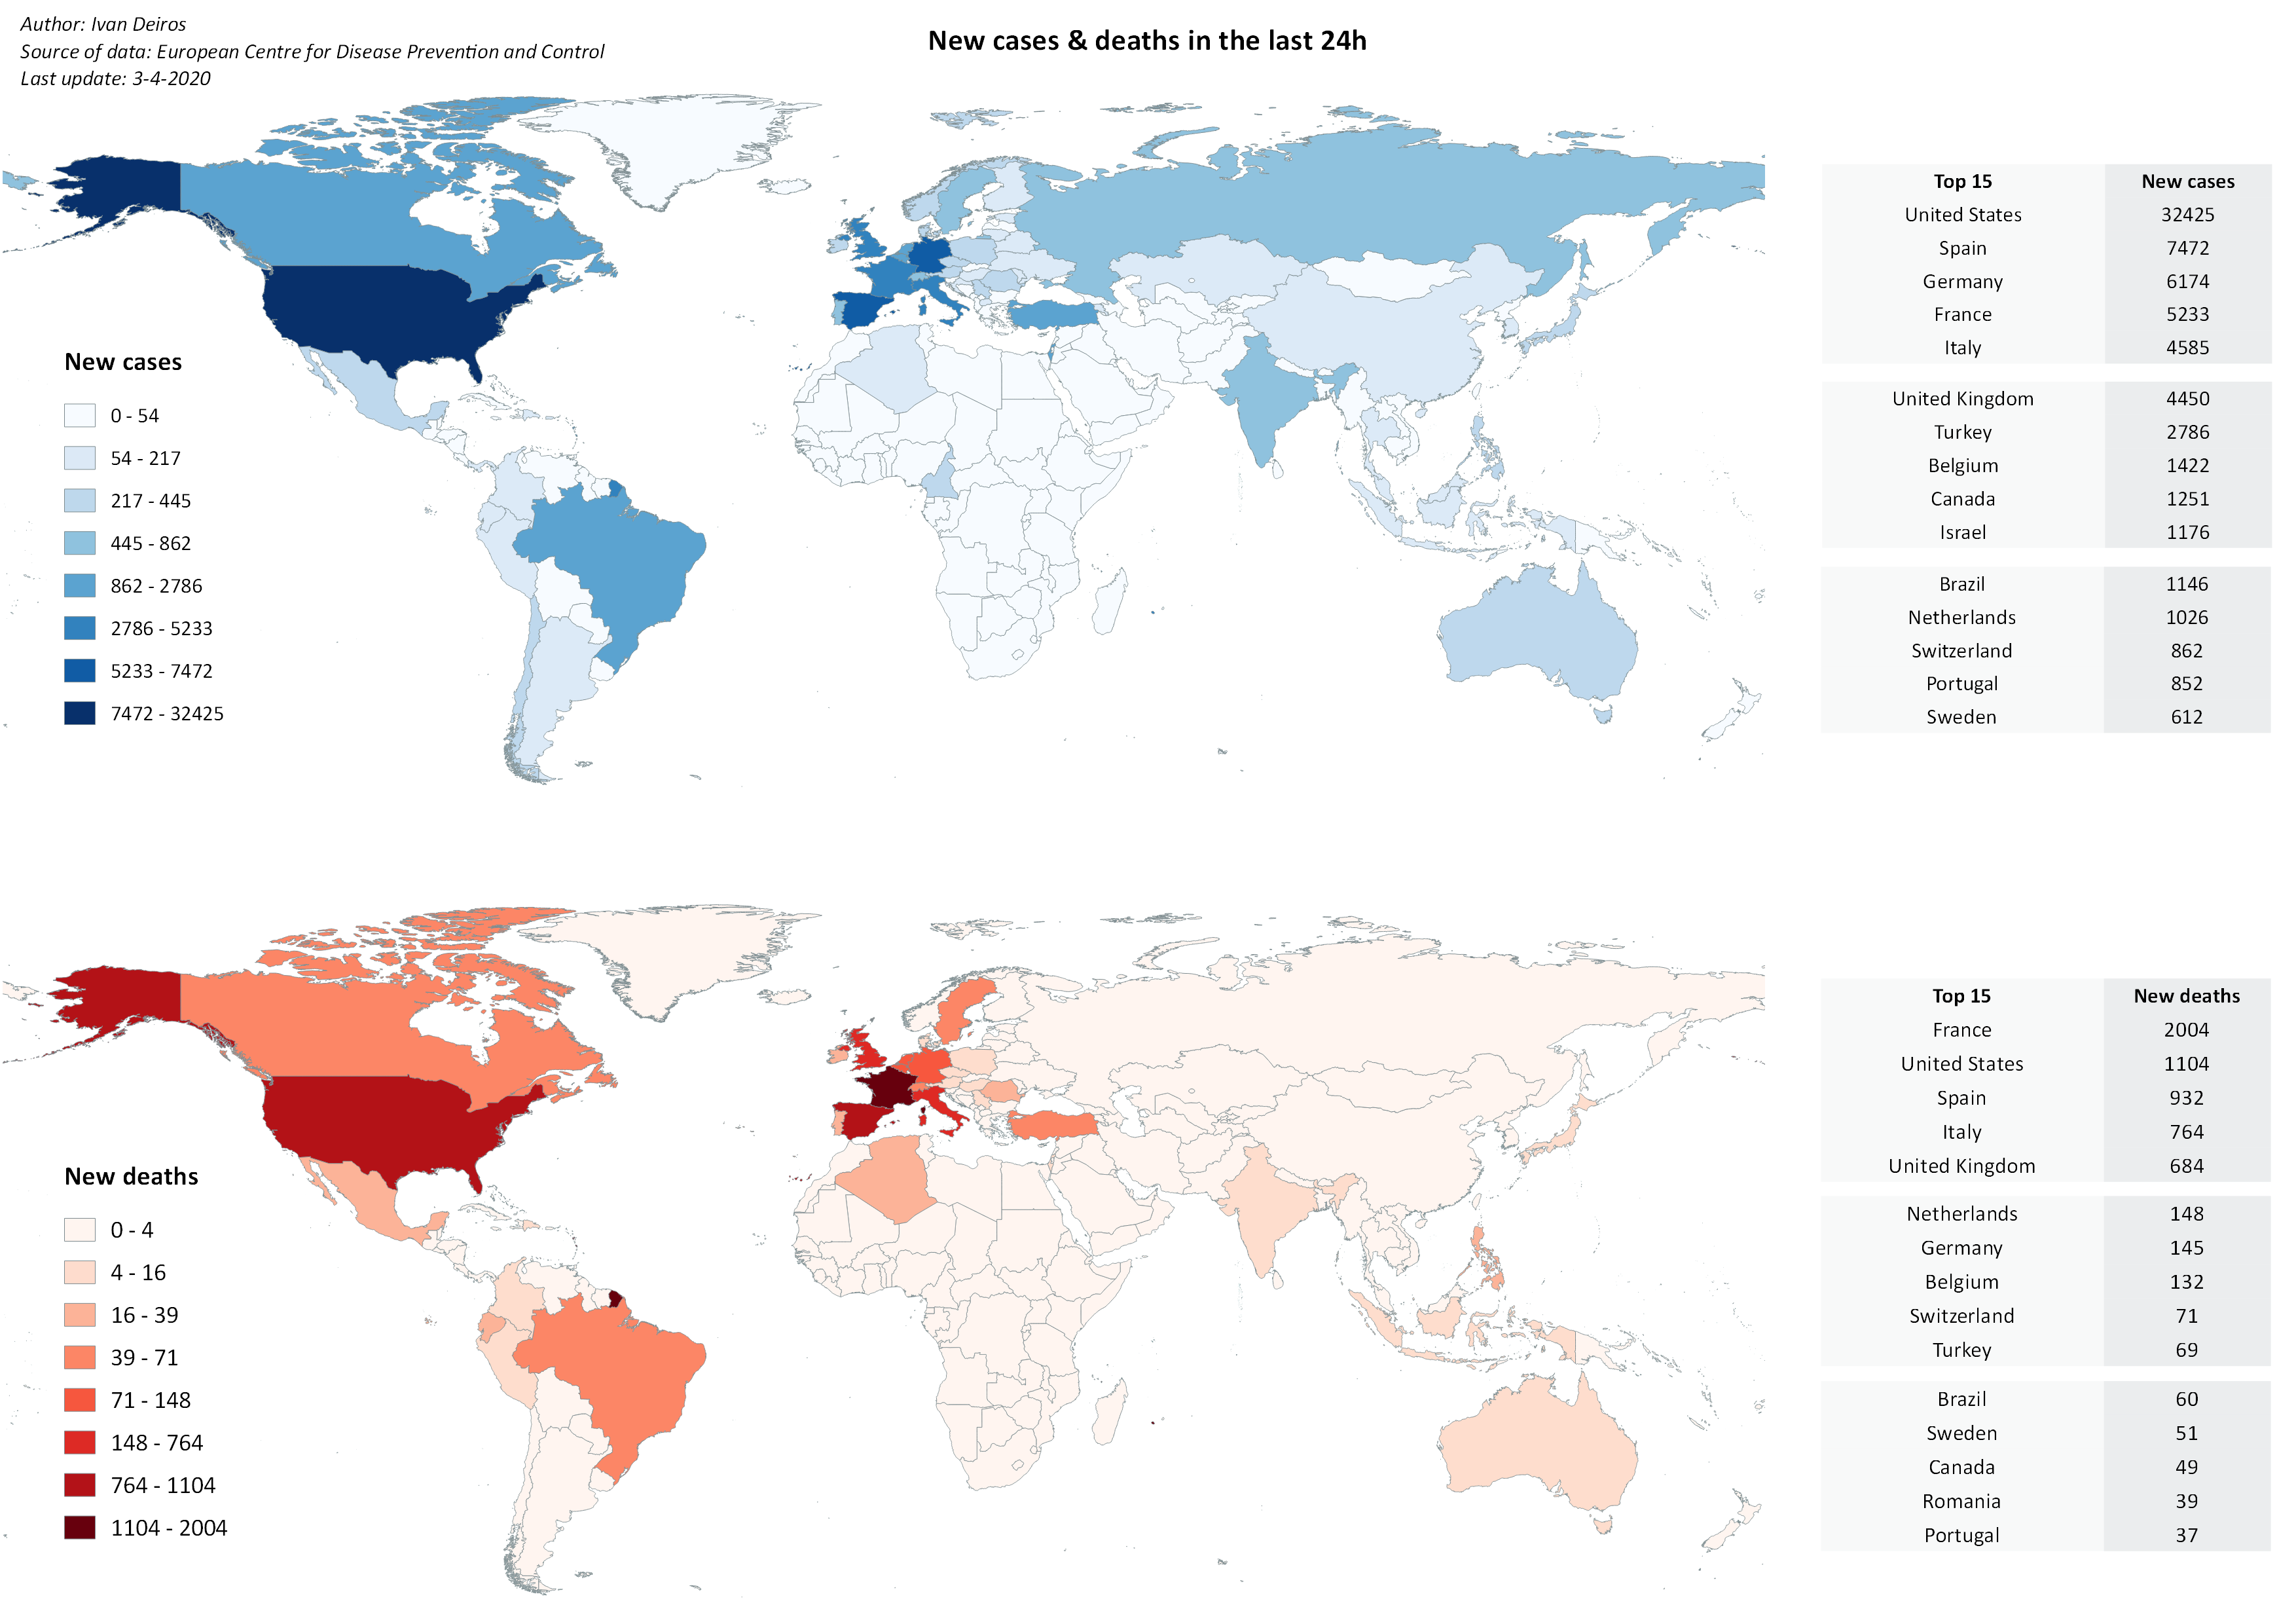 Author: Ivan Deiros
Source of data: European Centre for Disease Prevention and Control
Last update: 3-4-2020
New cases & deaths in the last 24h
New cases
0 - 54
54 - 217
217 - 445
445 - 862
862 - 2786
2786 - 5233
5233 - 7472
7472 - 32425
Top 15 New cases
United States 32425
Spain 7472
Germany 6174
France 5233
Italy 4585
United Kingdom 4450
Turkey 2786
Belgium 1422
Canada 1251
Israel 1176
Brazil 1146
Netherlands 1026
Switzerland 862
Portugal 852
Sweden 612
New deaths
0 - 4
4 - 16
16 - 39
39 - 71
71 - 148
148 - 764
764 - 1104
1104 - 2004
Top 15 New deaths
France 2004
United States 1104
Spain 932
Italy 764
United Kingdom 684
Netherlands 148
Germany 145
Belgium 132
Switzerland 71
Turkey 69
Brazil 60
Sweden 51
Canada 49
Romania 39
Portugal 37